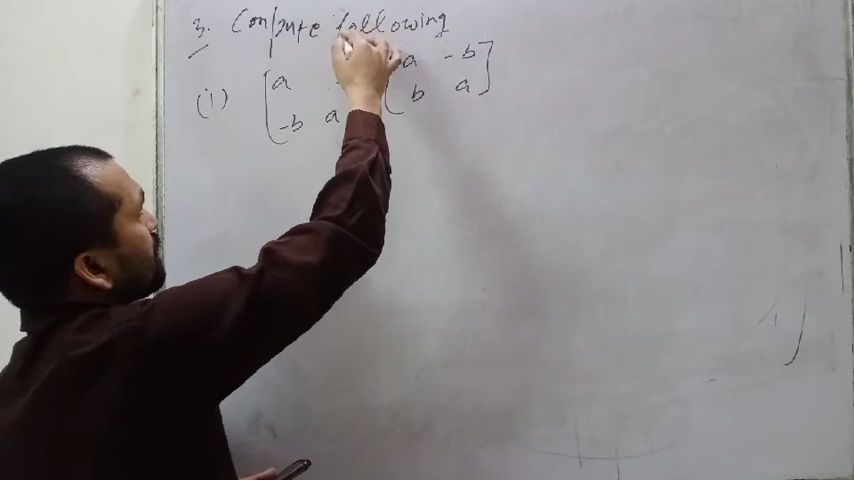 3. Compute following
(i) [ a
-b a [ a -b
b a ]